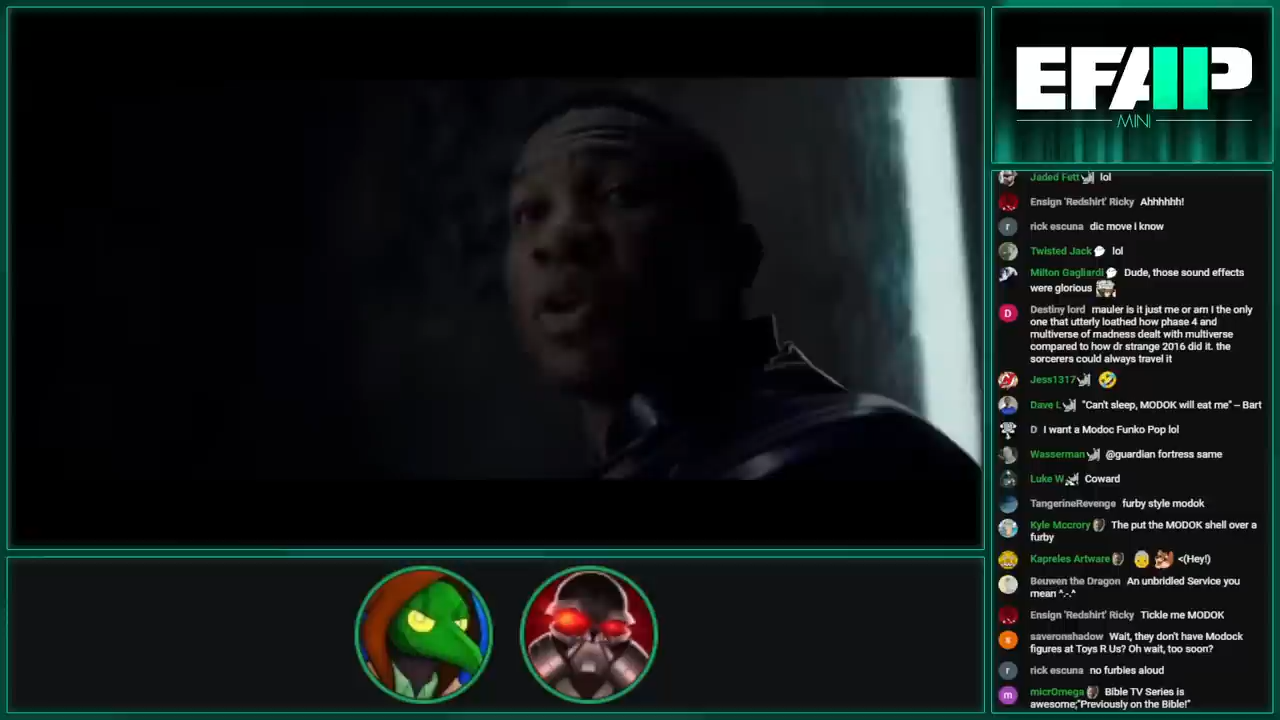 EFAP
MINI
Jaded Fett lol
Ensign 'Redshirt' Ricky Ahhhhhh!
rick escuna dic move I know
Twisted Jack lol
Milton Gagliardi Dude, those sound effects
were glorious
Destiny lord mauler is it just me or am I the only
one that utterly loathed how phase 4 and
multiverse of madness dealt with multiverse
compared to how dr strange 2016 did it. the
sorcerers could always travel it
Jess1317
Dave L "Can't sleep, MODOK will eat me" – Bart
D I want a Modoc Funko Pop lol
Wasserman @guardian fortress same
Luke W Coward
TangerineRevenge furby style modok
Kyle Mccrory The put the MODOK shell over a
furby
Kapreles Artware <(Hey!)
Beuwen the Dragon An unbridled Service you
mean ^.-.^
Ensign 'Redshirt' Ricky Tickle me MODOK
saveronshadow Wait, they don't have Modock
figures at Toys R Us? Oh wait, too soon?
rick escuna no furbies aloud
micrOmega Bible TV Series is
awesome;"Previously on the Bible!"